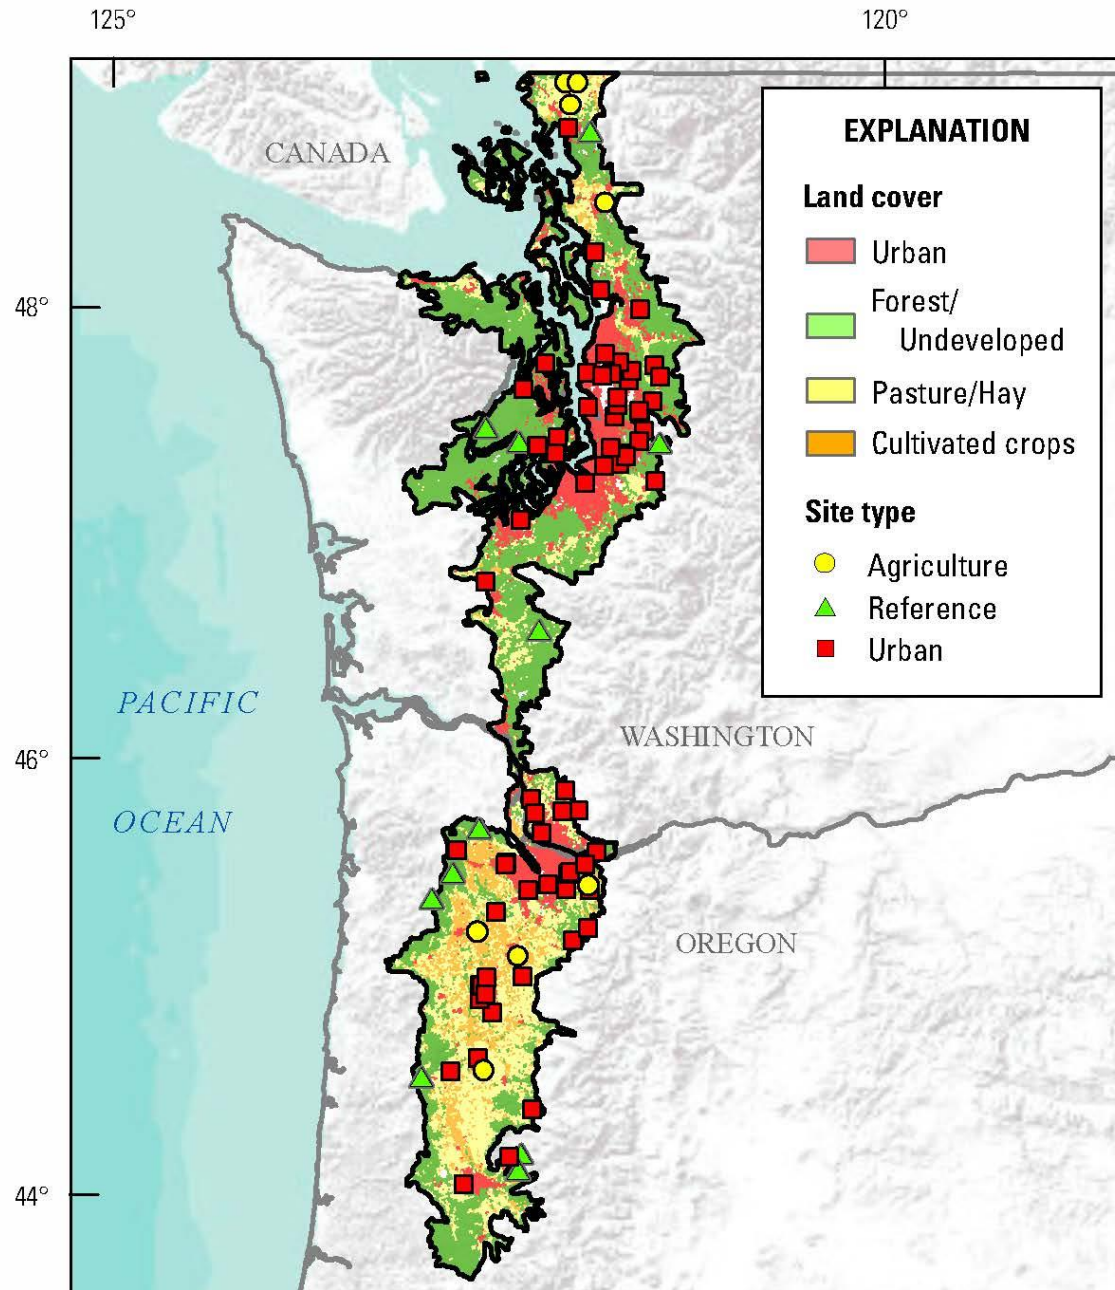 125°
120°
CANADA
48°
EXPLANATION
Land cover
Urban
Forest/
Undeveloped
Pasture/Hay
Cultivated crops
Site type
Agriculture
Reference
Urban
PACIFIC
OCEAN
46°
WASHINGTON
OREGON
44°